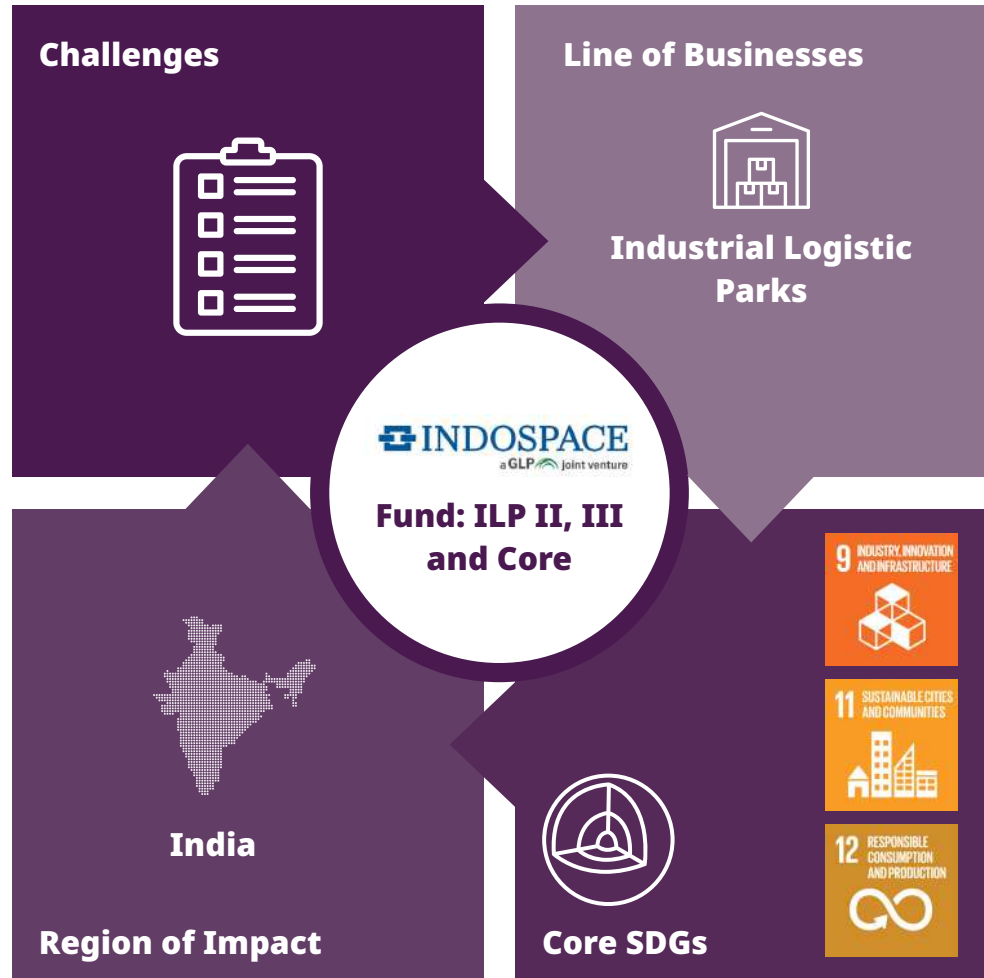 Challenges
Line of Businesses
Industrial Logistic
Parks
INDOSPACE
a GLP joint venture
Fund: ILP II, III
and Core
India
Region of Impact
Core SDGs
9 INDUSTRY, INNOVATION
AND INFRASTRUCTURE
11 SUSTAINABLE CITIES
AND COMMUNITIES
12 RESPONSIBLE
CONSUMPTION
AND PRODUCTION